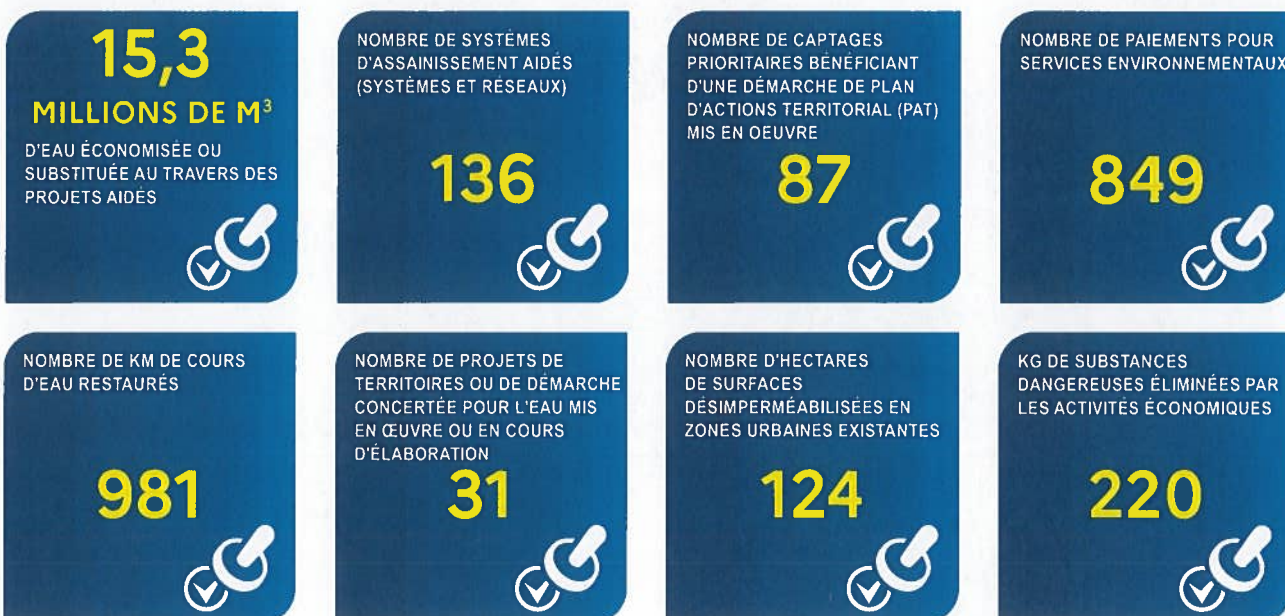 15,3
MILLIONS DE M³
D'EAU ÉCONOMISÉE OU
SUBSTITUÉE AU TRAVERS DES
PROJETS AIDÉS
NOMBRE DE SYSTÈMES
D'ASSAINISSEMENT AIDÉS
(SYSTÈMES ET RÉSEAUX)
136
NOMBRE DE CAPTAGES
PRIORITAIRES BÉNÉFICIANT
D'UNE DÉMARCHE DE PLAN
D'ACTIONS TERRITORIAL (PAT)
MIS EN OEUVRE
87
NOMBRE DE PAIEMENTS POUR
SERVICES ENVIRONNEMENTAUX
849
NOMBRE DE KM DE COURS
D'EAU RESTAURÉS
981
NOMBRE DE PROJETS DE
TERRITOIRES OU DE DÉMARCHE
CONCERTÉE POUR L'EAU MIS
EN ŒUVRE OU EN COURS
D'ÉLABORATION
31
NOMBRE D'HECTARES
DE SURFACES
DÉSIMPERMÉABILISÉES EN
ZONES URBAINES EXISTANTES
124
KG DE SUBSTANCES
DANGEREUSES ÉLIMINÉES PAR
LES ACTIVITÉS ÉCONOMIQUES
220